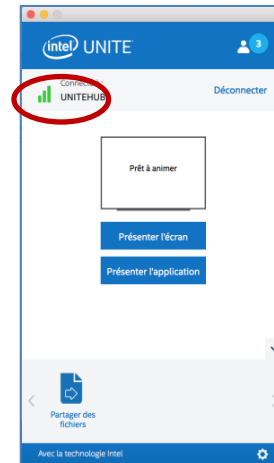 intel UNITE
3
Connecté à :
UNITEHUB
Déconnecter
Prêt à animer
Présenter l'écran
Présenter l'application
Partager des
fichiers
Avec la technologie Intel